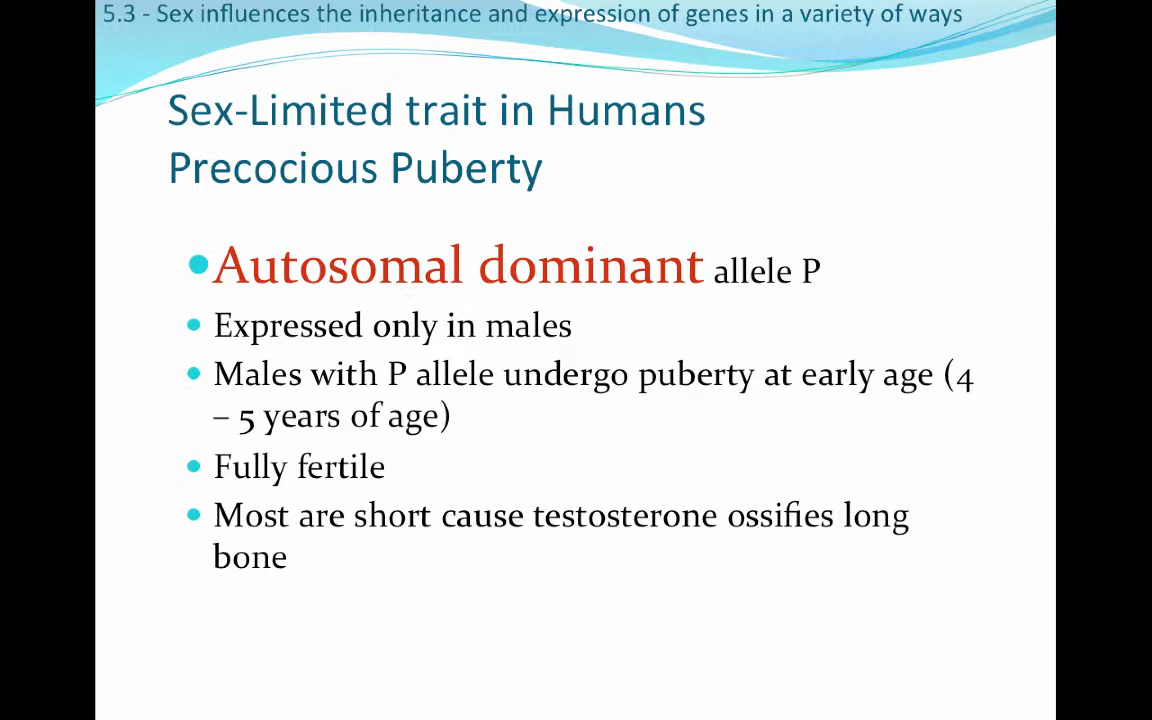 5.3 - Sex influences the inheritance and expression of genes in a variety of ways
Sex-Limited trait in Humans
Precocious Puberty
•Autosomal dominant allele P
• Expressed only in males
• Males with P allele undergo puberty at early age (4
– 5 years of age)
• Fully fertile
• Most are short cause testosterone ossifies long
bone